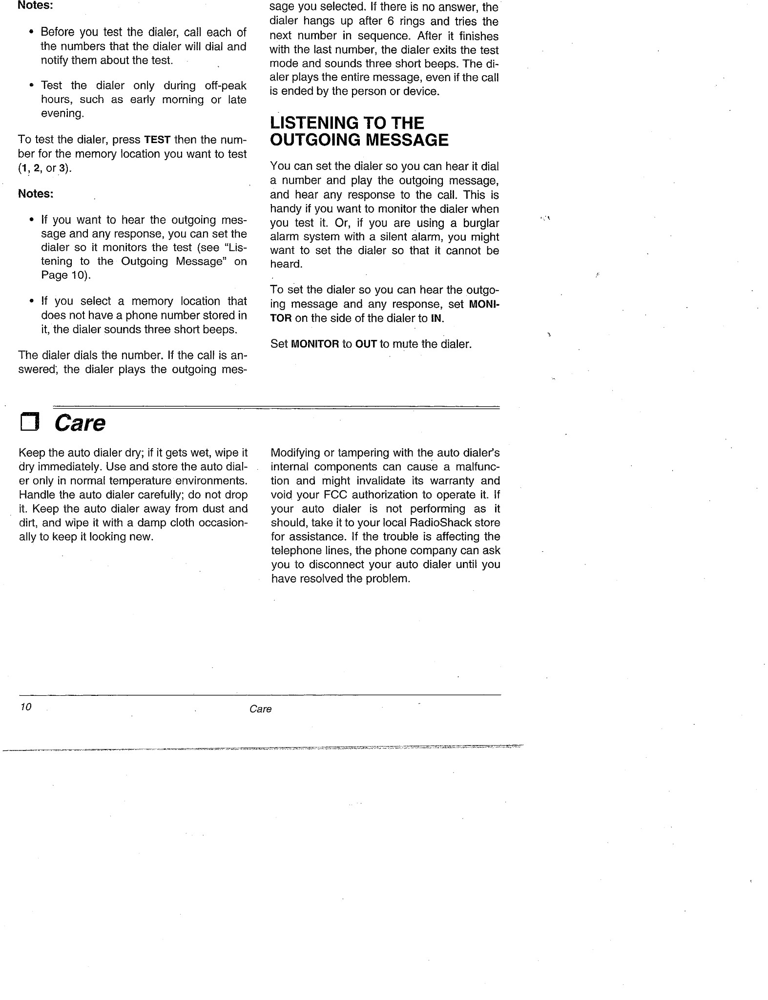 Notes:
• Before you test the dialer, call each of
the numbers that the dialer will dial and
notify them about the test.
• Test the dialer only during off-peak
hours, such as early morning or late
evening.
To test the dialer, press TEST then the num-
ber for the memory location you want to test
(1, 2, or 3).
Notes:
• If you want to hear the outgoing mes-
sage and any response, you can set the
dialer so it monitors the test (see “Lis-
tening to the Outgoing Message” on
Page 10).
• If you select a memory location that
does not have a phone number stored in
it, the dialer sounds three short beeps.
The dialer dials the number. If the call is an-
swered, the dialer plays the outgoing mes-
sage you selected. If there is no answer, the
dialer hangs up after 6 rings and tries the
next number in sequence. After it finishes
with the last number, the dialer exits the test
mode and sounds three short beeps. The di-
aler plays the entire message, even if the call
is ended by the person or device.
LISTENING TO THE
OUTGOING MESSAGE
You can set the dialer so you can hear it dial
a number and play the outgoing message,
and hear any response to the call. This is
handy if you want to monitor the dialer when
you test it. Or, if you are using a burglar
alarm system with a silent alarm, you might
want to set the dialer so that it cannot be
heard.
To set the dialer so you can hear the outgo-
ing message and any response, set MONI-
TOR on the side of the dialer to IN.
Set MONITOR to OUT to mute the dialer.
Care
Keep the auto dialer dry; if it gets wet, wipe it
dry immediately. Use and store the auto dial-
er only in normal temperature environments.
Handle the auto dialer carefully; do not drop
it. Keep the auto dialer away from dust and
dirt, and wipe it with a damp cloth occasion-
ally to keep it looking new.
Modifying or tampering with the auto dialer's
internal components can cause a malfunc-
tion and might invalidate its warranty and
void your FCC authorization to operate it. If
your auto dialer is not performing as it
should, take it to your local RadioShack store
for assistance. If the trouble is affecting the
telephone lines, the phone company can ask
you to disconnect your auto dialer until you
have resolved the problem.
10
Care